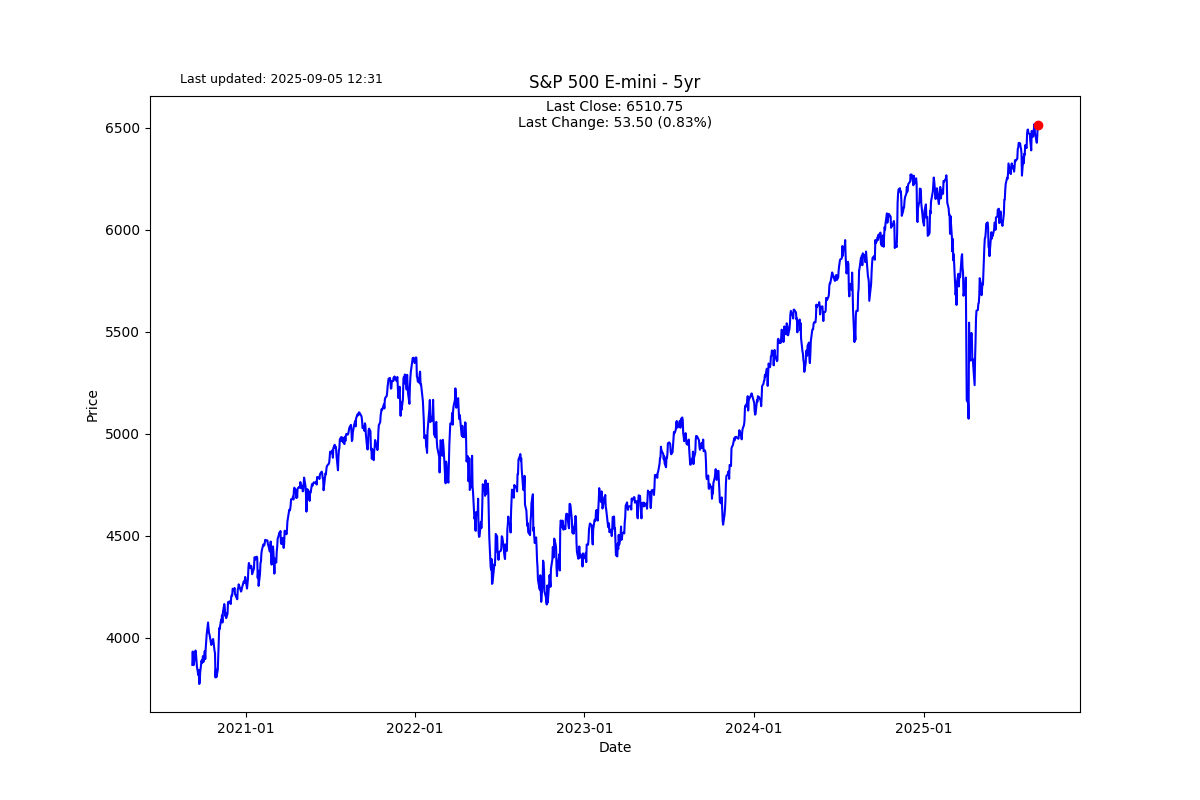 Last updated: 2025-09-05 12:31
S&P 500 E-mini - 5yr
Last Close: 6510.75
Last Change: 53.50 (0.83%)
6500
6000
5500
5000
4500
4000
Price
2021-01
2022-01
2023-01
2024-01
2025-01
Date